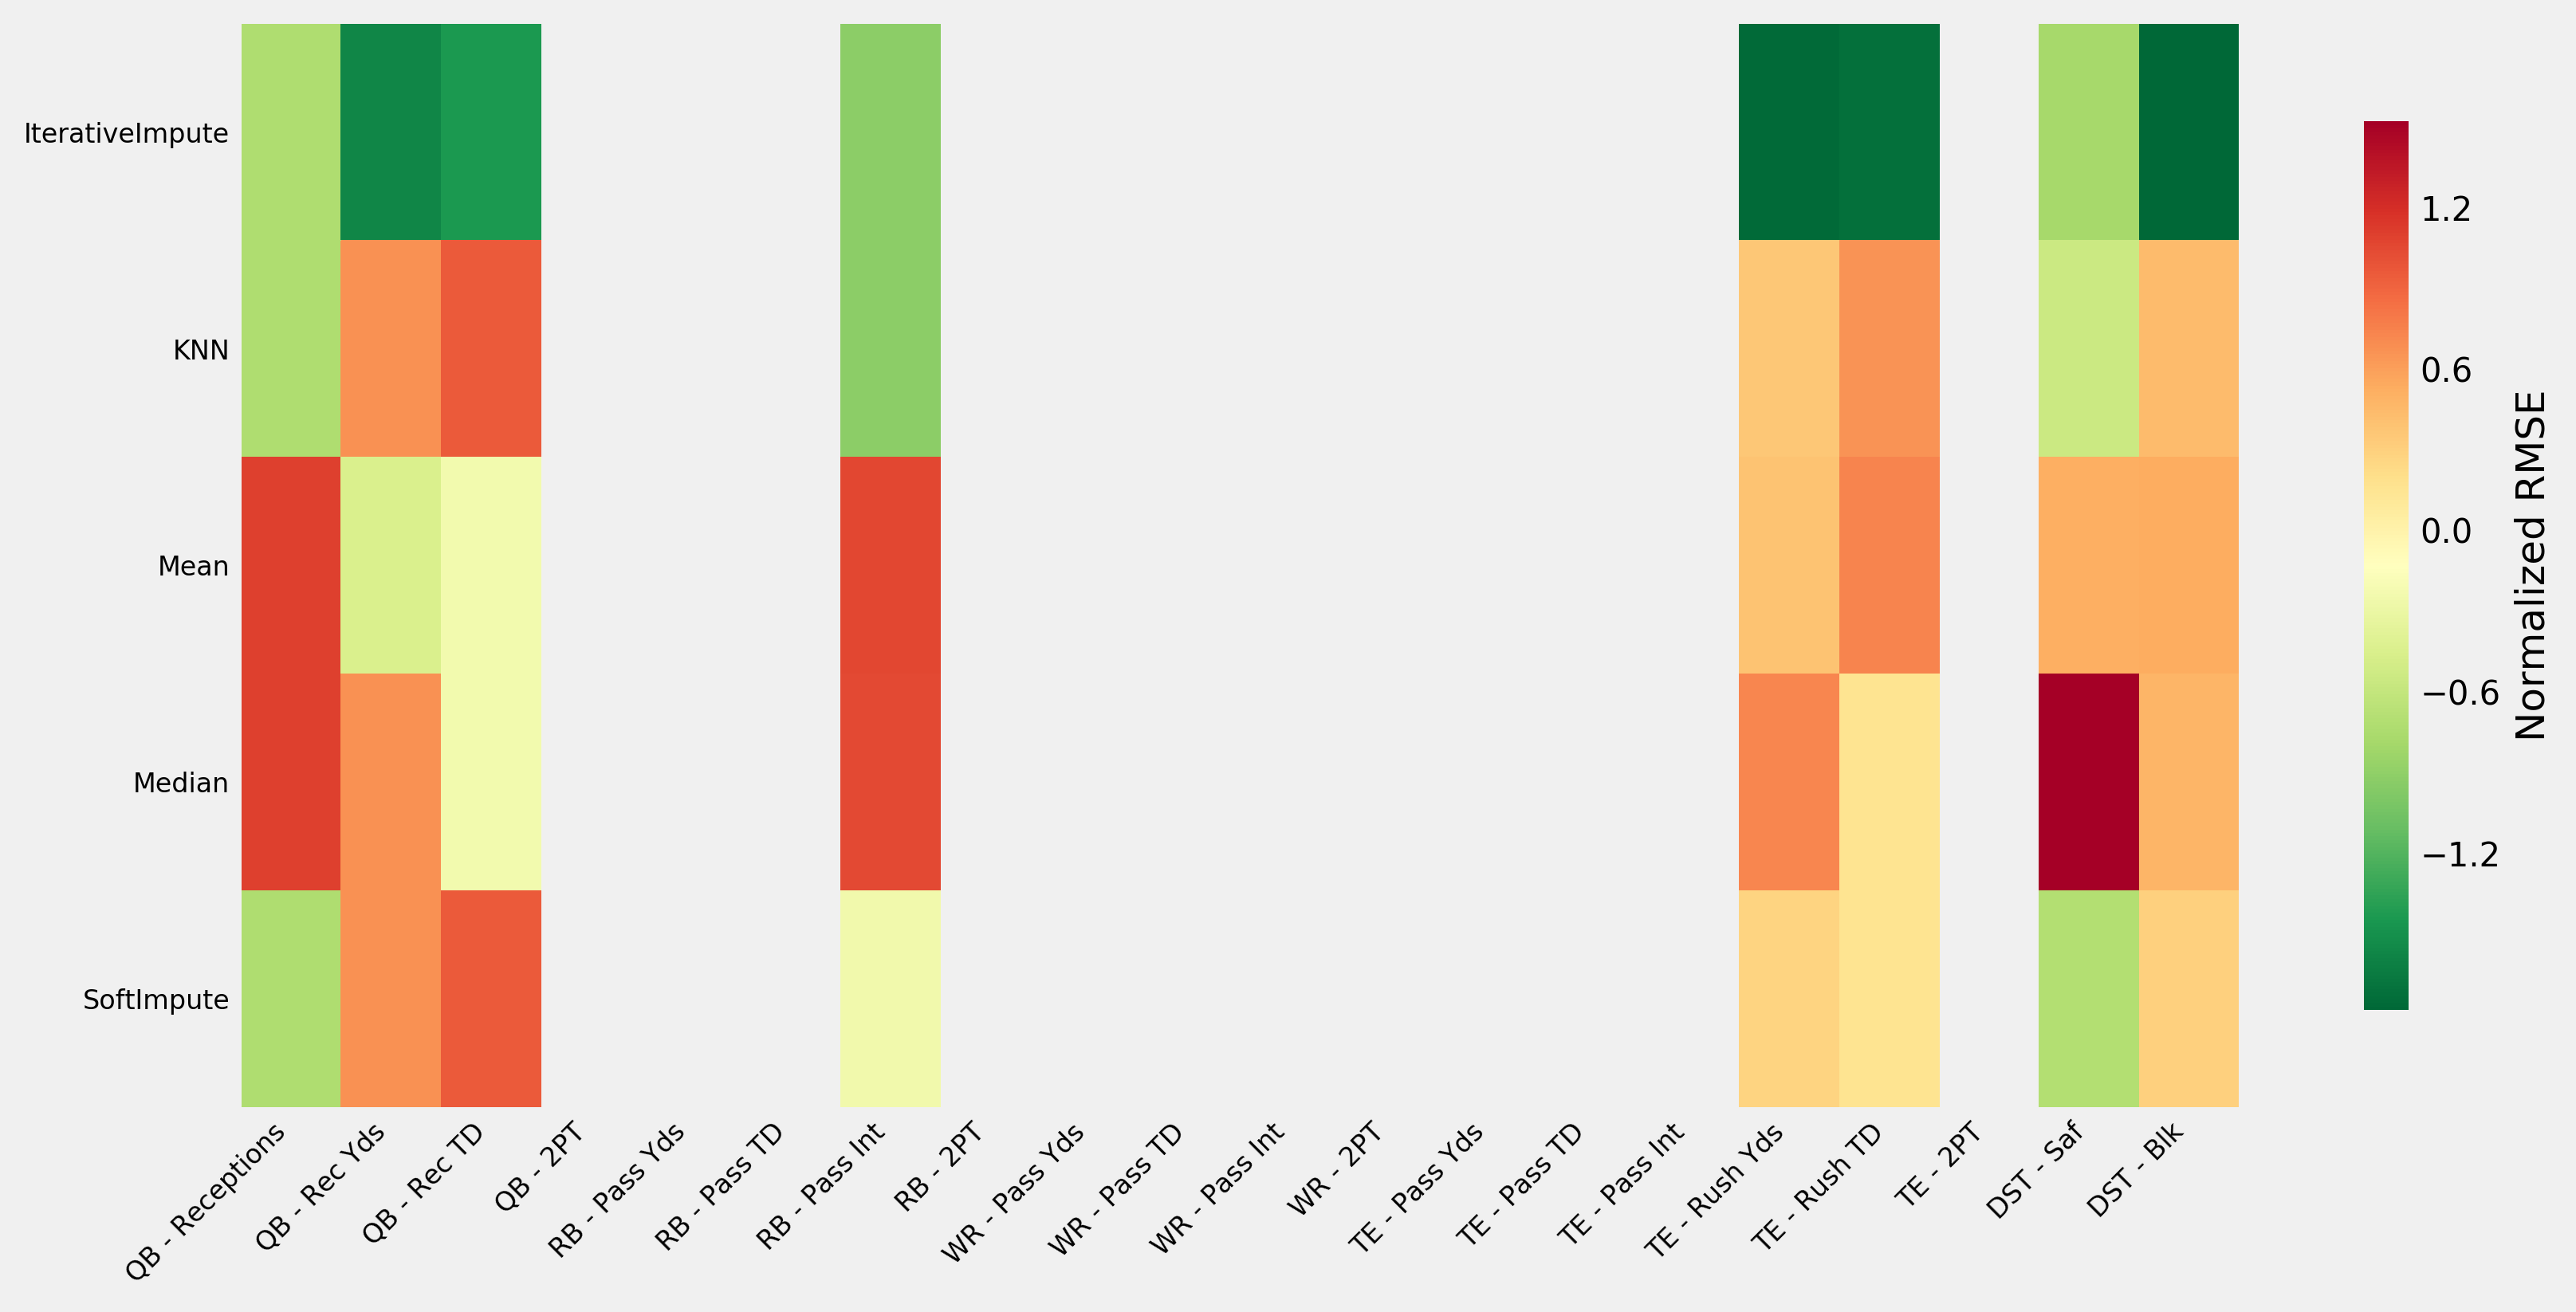 IterativeImpute
KNN
Mean
Median
SoftImpute
QB - Receptions
QB - Rec Yds
QB - Rec TD
QB - 2PT
RB - Pass Yds
RB - Pass TD
RB - Pass Int
RB - 2PT
WR - Pass Yds
WR - Pass TD
WR - Pass Int
WR - 2PT
TE - Pass Yds
TE - Pass TD
TE - Pass Int
TE - Rush Yds
TE - Rush TD
TE - 2PT
DST - Saf
DST - Blk
1.2
0.6
0.0
−0.6
−1.2
Normalized RMSE